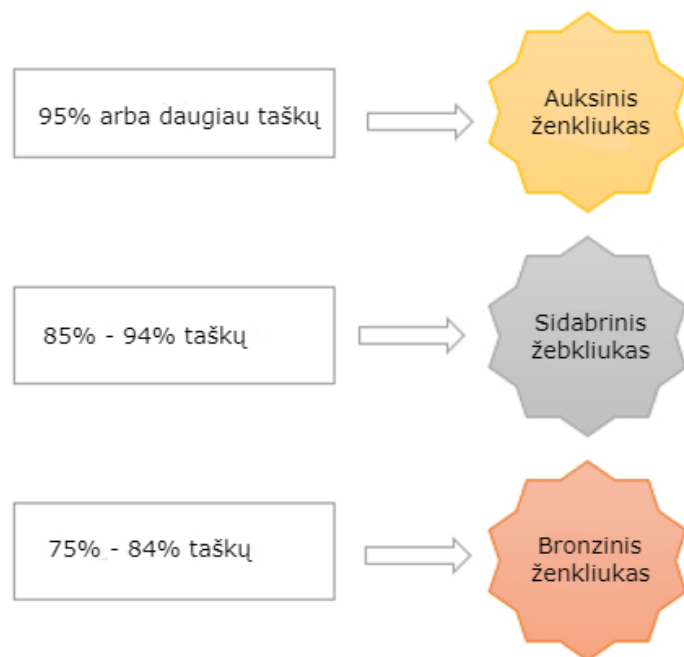 95% arba daugiau taškų
Auksinis
ženkliukas
85% - 94% taškų
Sidabrinis
žebkliukas
75% - 84% taškų
Bronzinis
ženkliukas